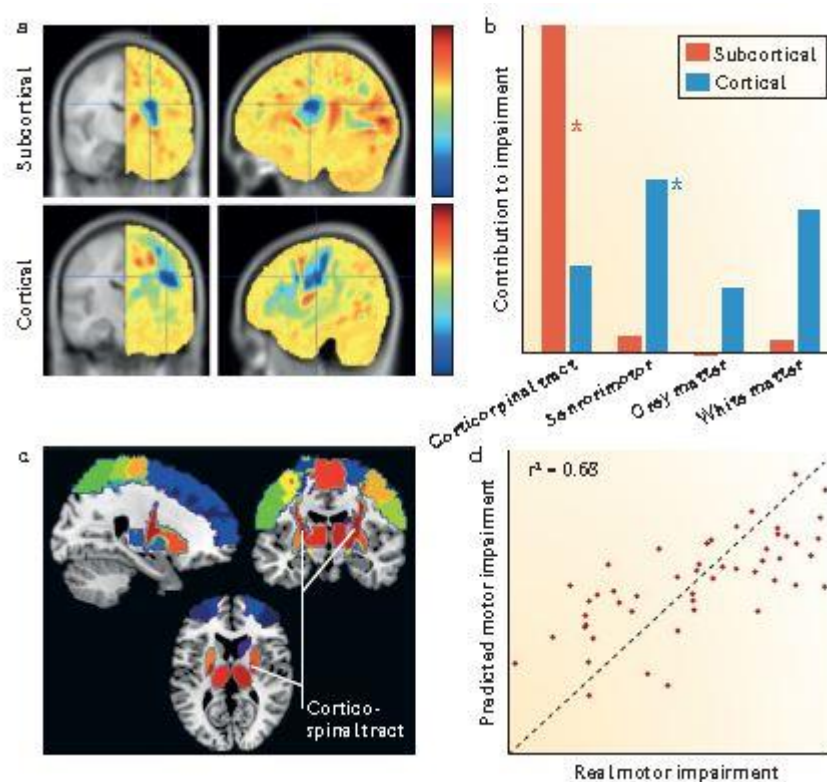 a
Subcortical
Cortical
b
Subcortical
Cortical
Contribution to impairment
Corticospinal tract
Sensorimotor
Grey matter
White matter
c
Cortico-
spinal tract
d
r² = 0.68
Predicted motor impairment
Real motor impairment